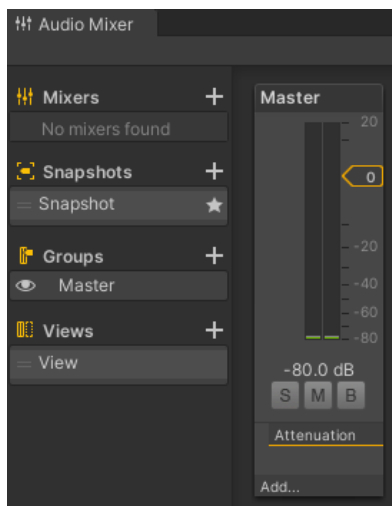 Audio Mixer
Mixers +
No mixers found
Snapshots +
Snapshot
Groups +
Master
Views +
View
Master
20
0
-20
-40
-60
-80
-80.0 dB
S M B
Attenuation
Add...